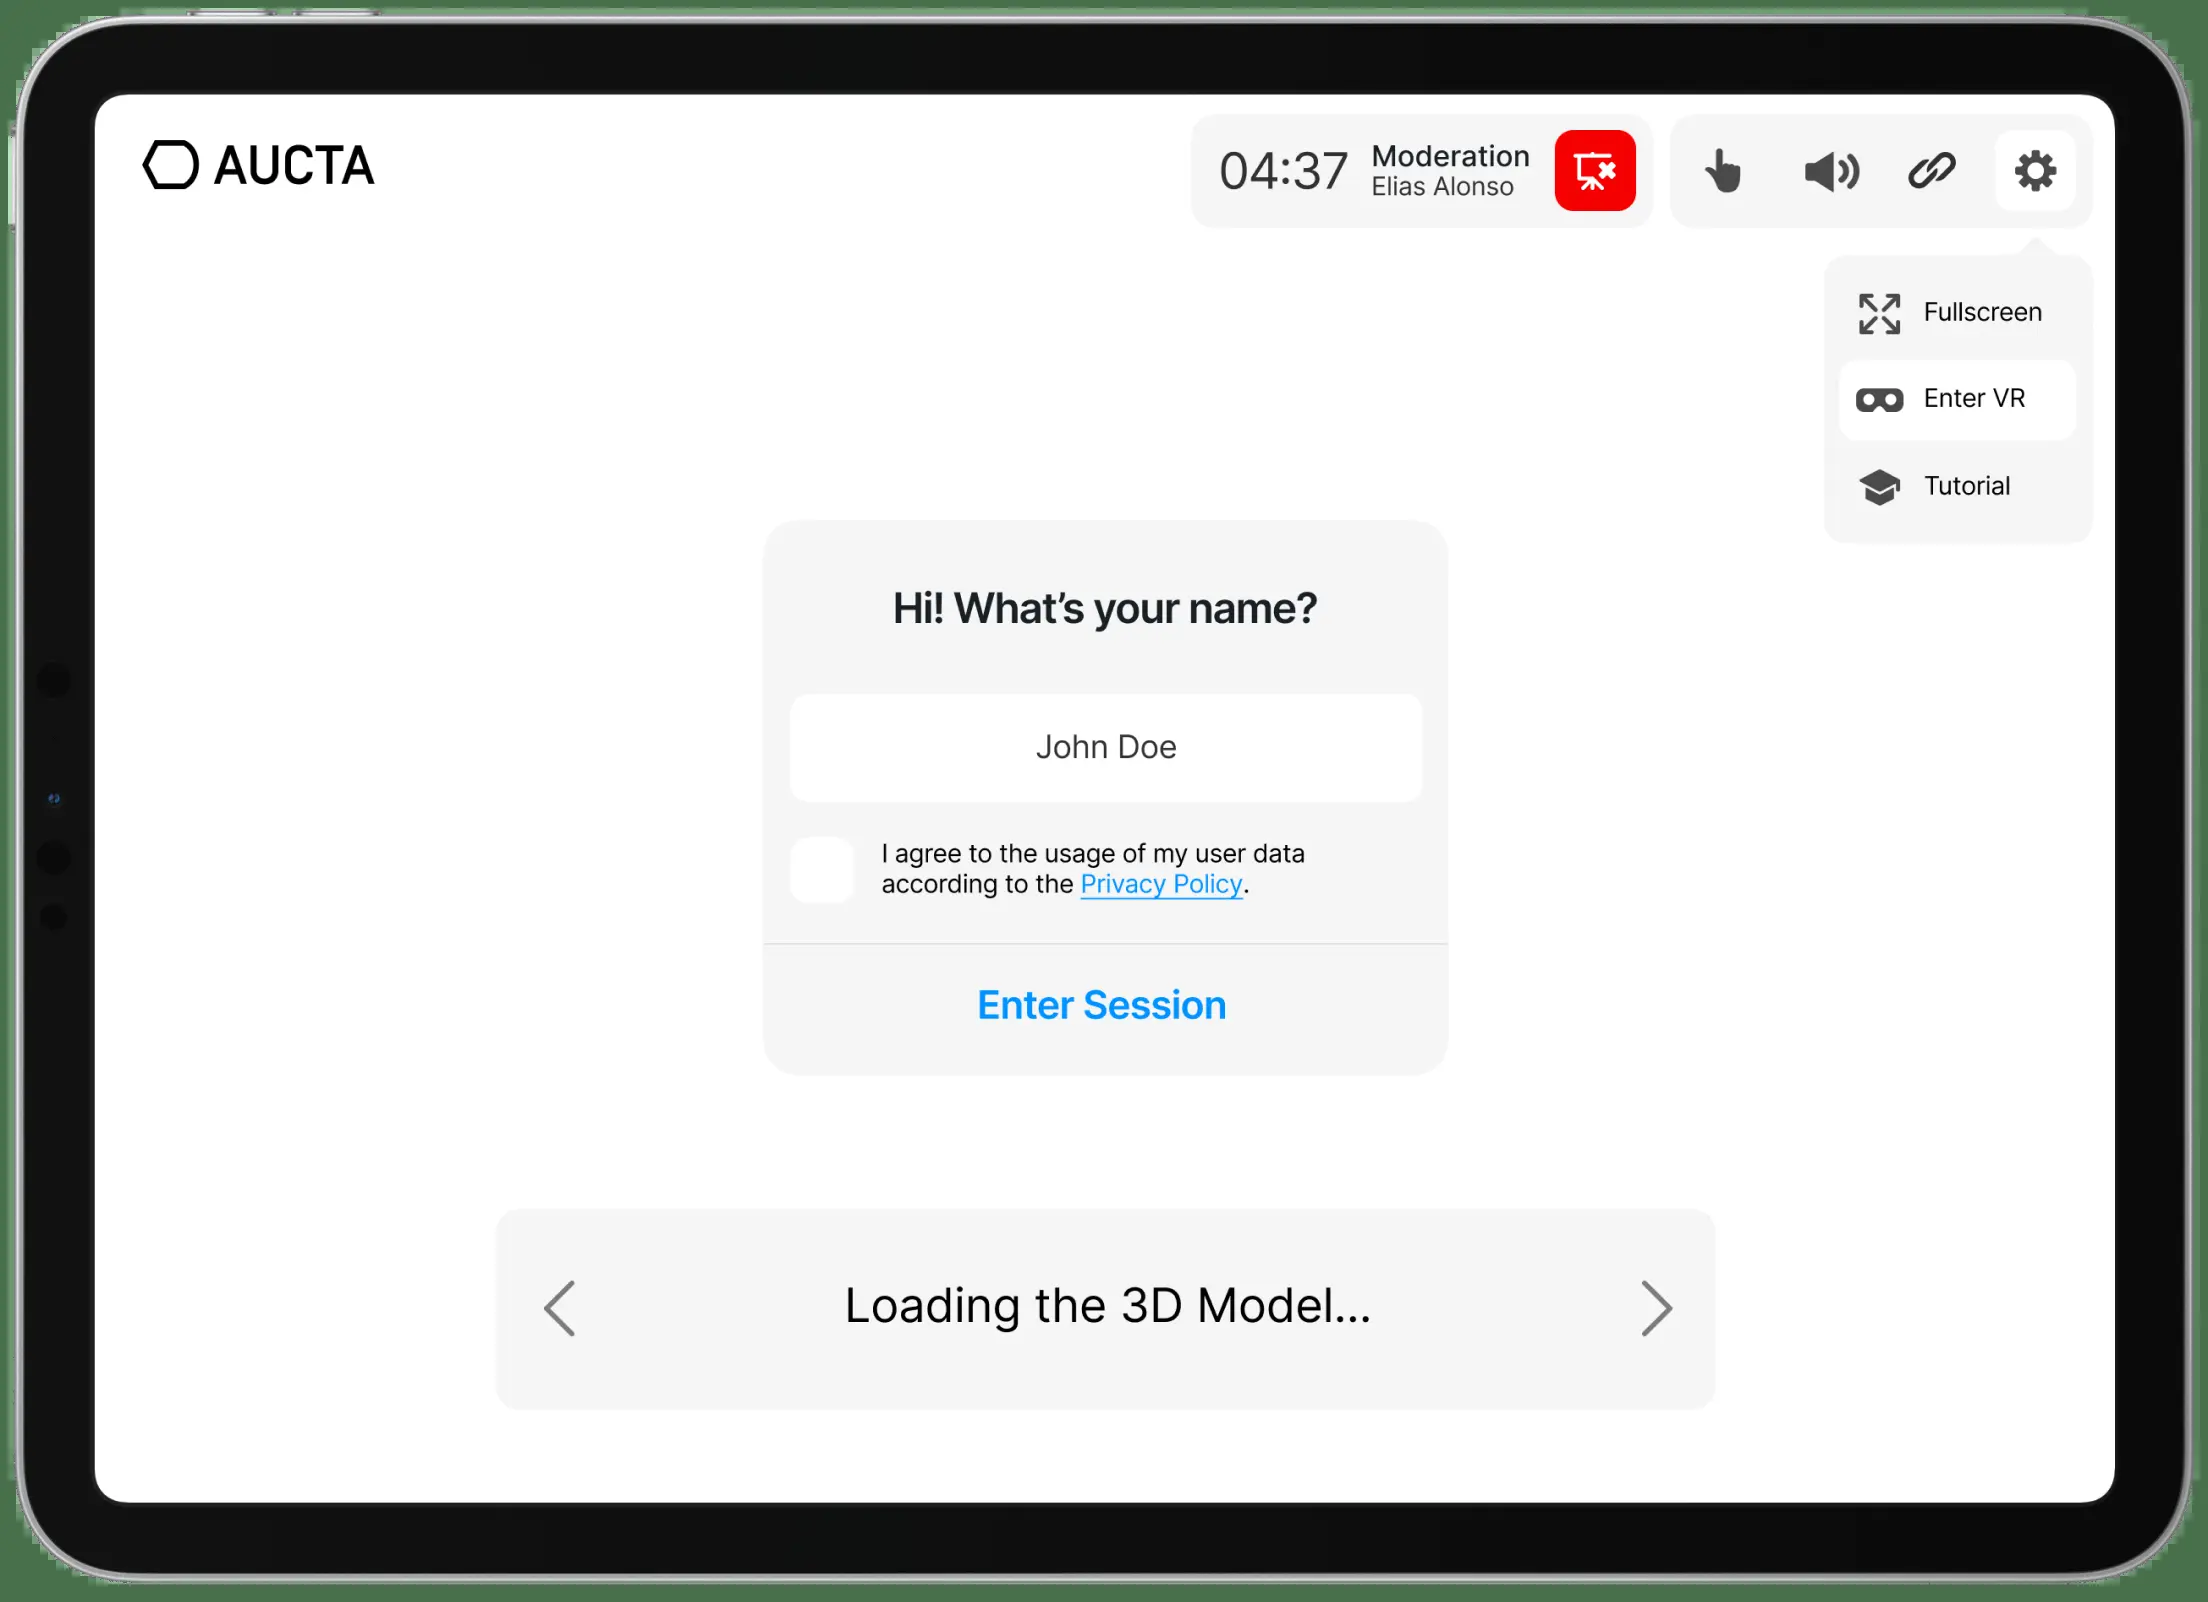 AUCTA
04:37
Moderation
Elias Alonso
Fullscreen
Enter VR
Tutorial
Hi! What’s your name?
John Doe
I agree to the usage of my user data
according to the Privacy Policy.
Enter Session
Loading the 3D Model...